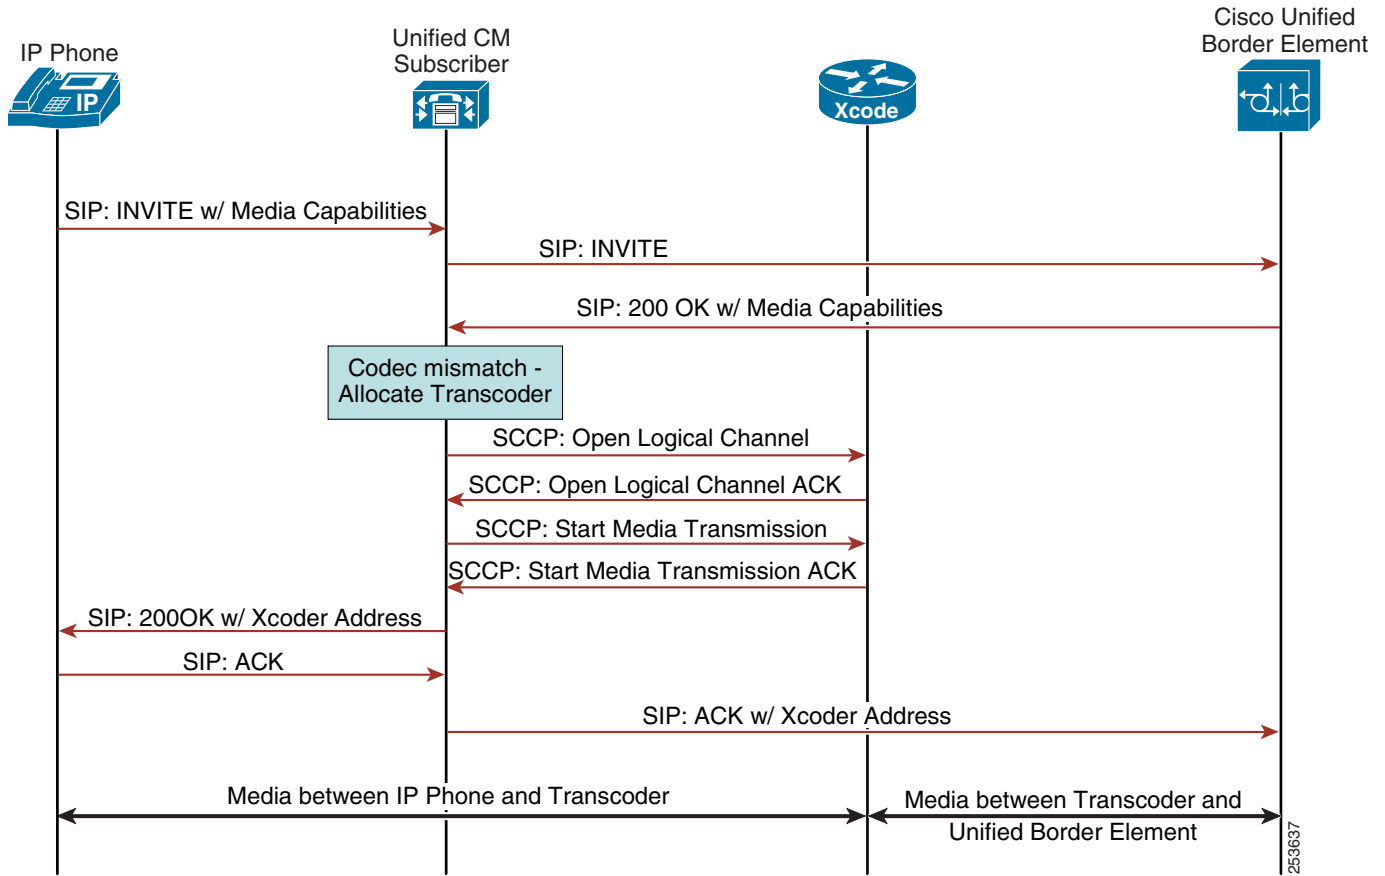 IP Phone
Unified CM
Subscriber
Cisco Unified
Border Element
IP
Xcode
SIP: INVITE w/ Media Capabilities
SIP: INVITE
SIP: 200 OK w/ Media Capabilities
Codec mismatch -
Allocate Transcoder
SCCP: Open Logical Channel
SCCP: Open Logical Channel ACK
SCCP: Start Media Transmission
SCCP: Start Media Transmission ACK
SIP: 200OK w/ Xcoder Address
SIP: ACK
SIP: ACK w/ Xcoder Address
Media between IP Phone and Transcoder
Media between Transcoder and
Unified Border Element
253637